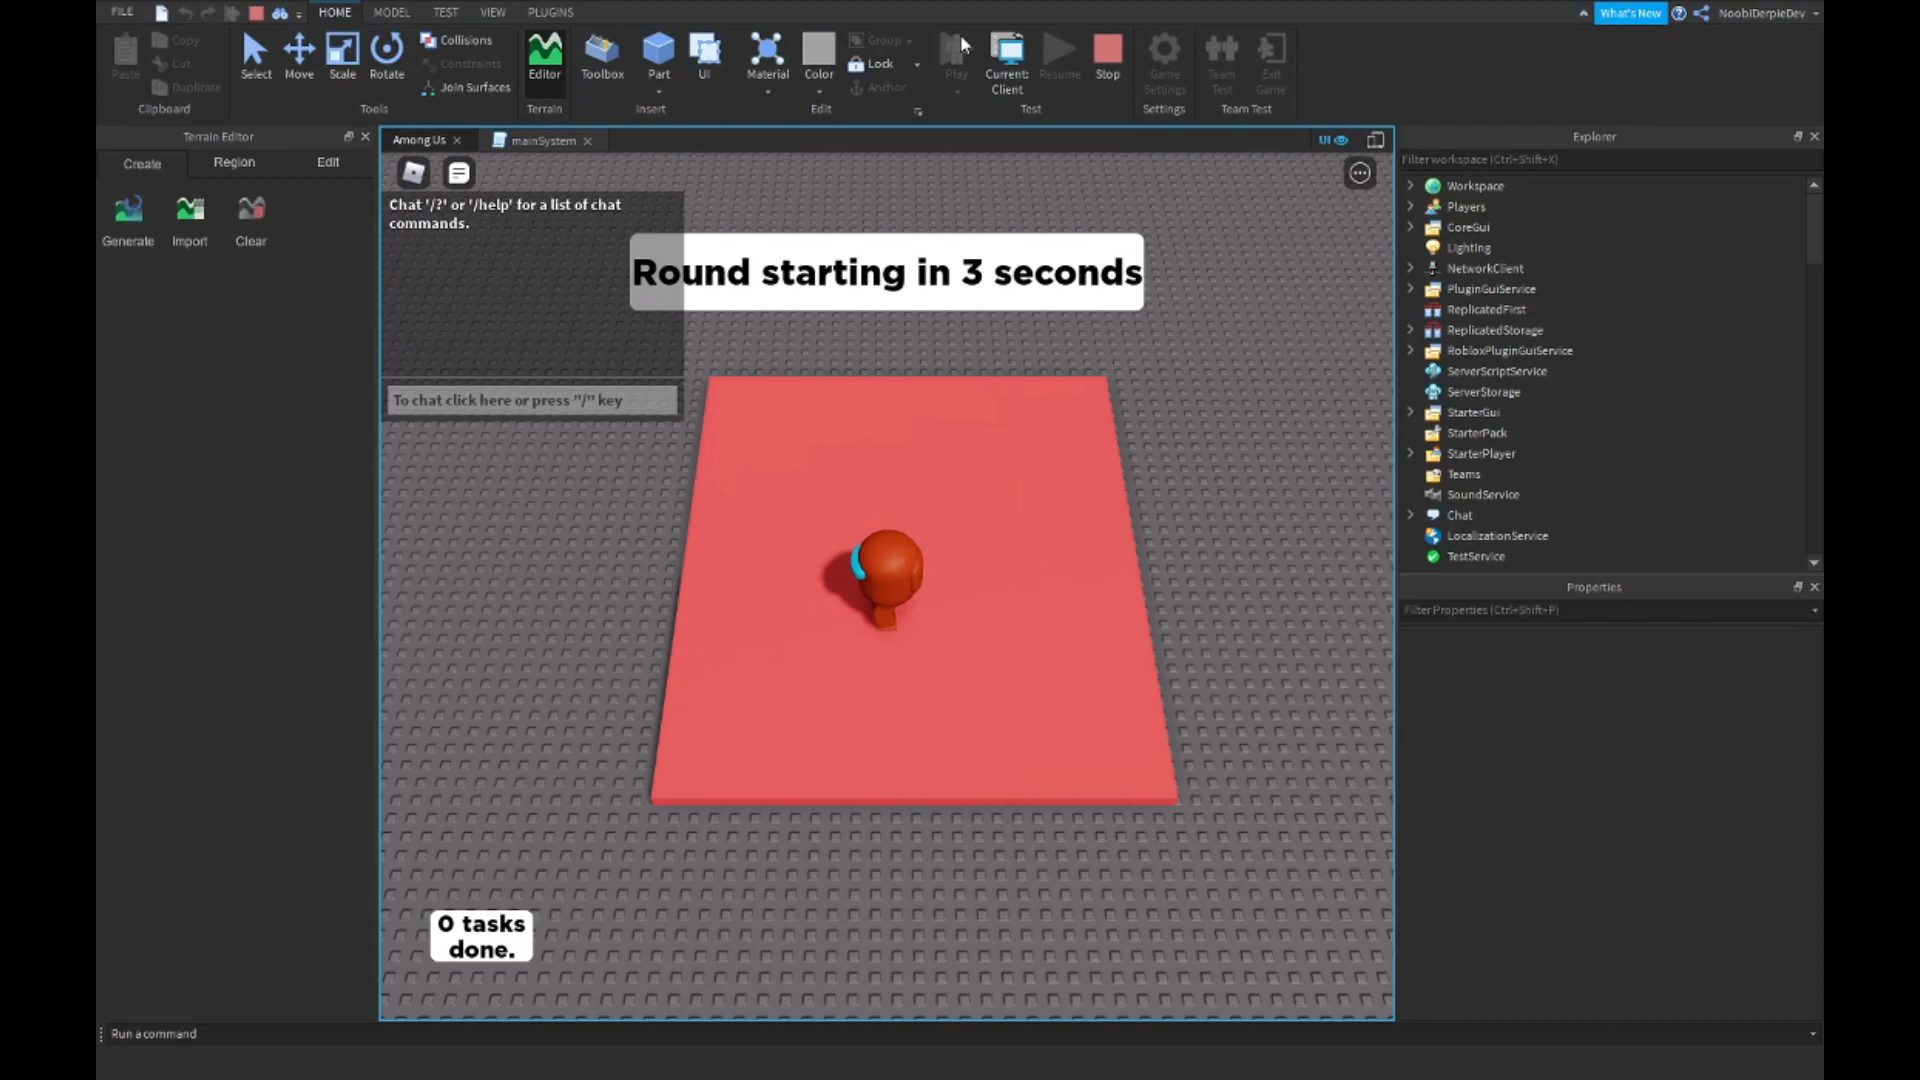 FILE HOME MODEL TEST VIEW PLUGINS What's New NoobiDerpieDev
Paste Copy Cut Duplicate Clipboard
Select Move Scale Rotate Collisions Constraints Join Surfaces Tools
Editor Terrain
Toolbox Part UI Insert
Material Color Group Lock Anchor Edit
Play Current: Client Resume Stop Test
Game Settings Settings
Team Test Exit Game Team Test
Terrain Editor
Create Region Edit
Generate Import Clear
Among Us mainSystem UI
Chat '/?' or '/help' for a list of chat
commands.
Round starting in 3 seconds
To chat click here or press "/" key
0 tasks
done.
Explorer
Filter workspace (Ctrl+Shift+X)
Workspace
Players
CoreGui
Lighting
NetworkClient
PluginGuiService
ReplicatedFirst
ReplicatedStorage
RobloxPluginGuiService
ServerScriptService
ServerStorage
StarterGui
StarterPack
StarterPlayer
Teams
SoundService
Chat
LocalizationService
TestService
Properties
Filter Properties (Ctrl+Shift+P)
Run a command